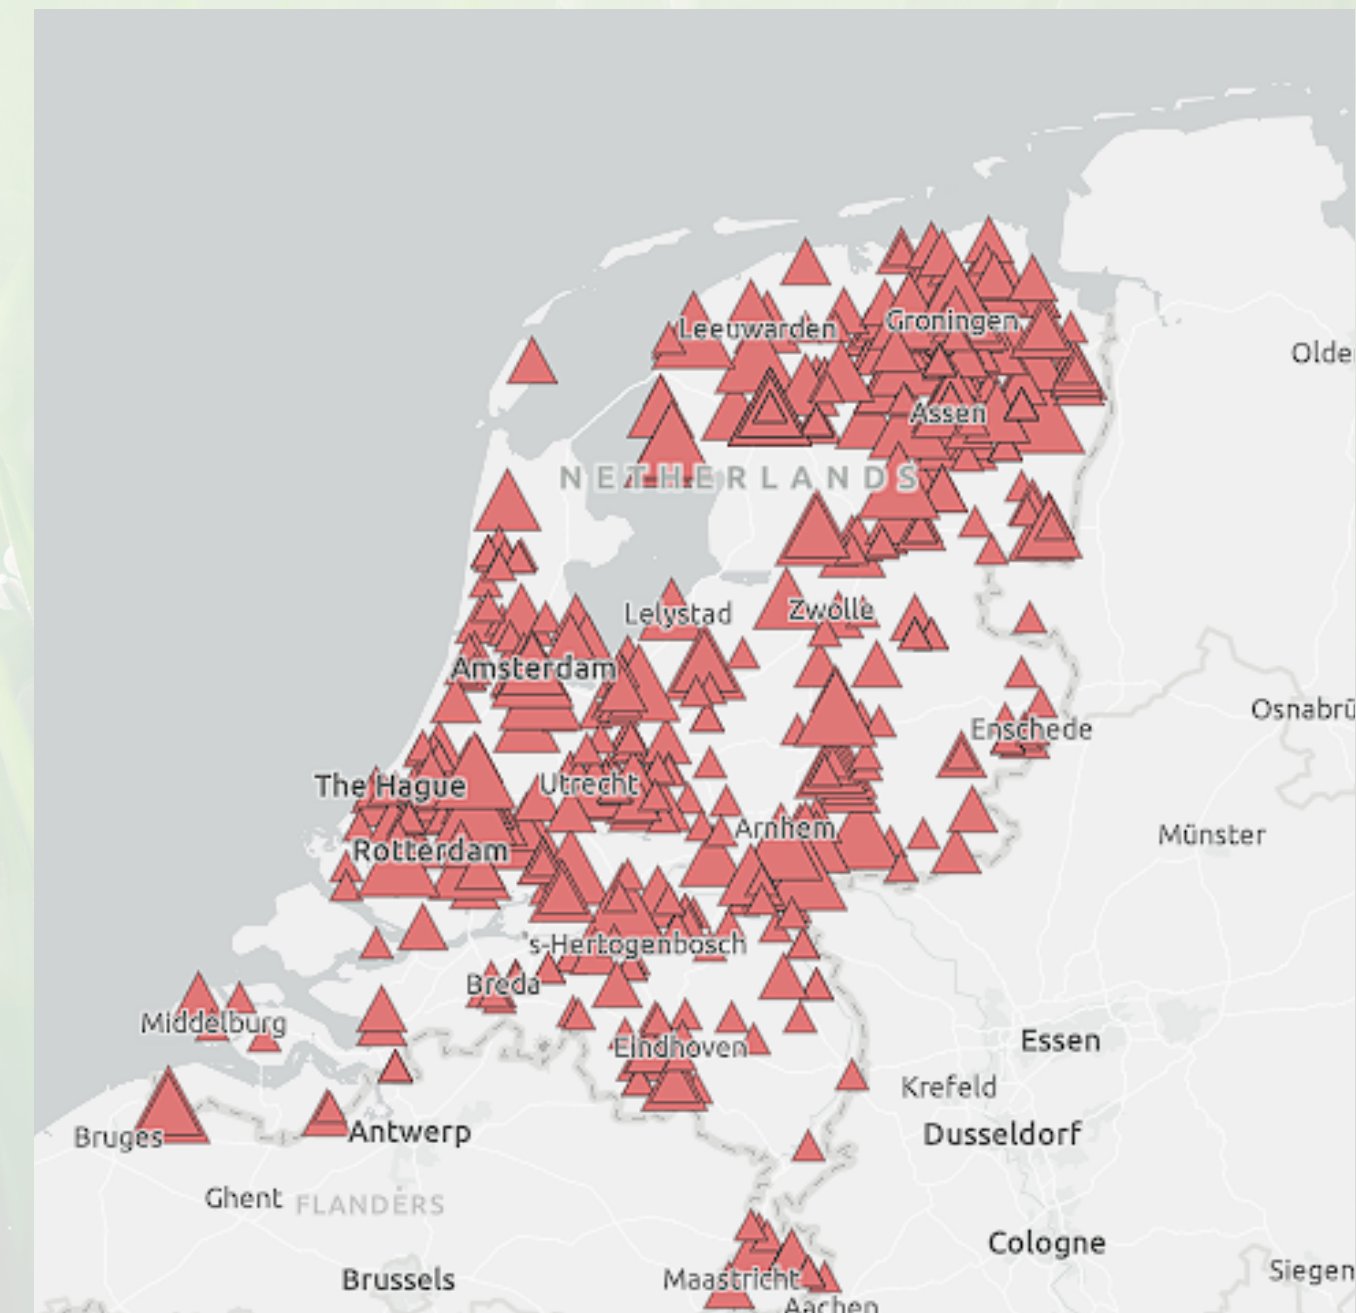 Leeuwarden
Groningen
Olde
Assen
NETHERLANDS
Lelystad
Zwolle
Amsterdam
Osnabrü
Enschede
The Hague
Utrecht
Arnhem
Münster
Rotterdam
's-Hertogenbosch
Breda
Middelburg
Eindhoven
Essen
Krefeld
Bruges
Antwerp
Dusseldorf
Ghent
FLANDERS
Cologne
Brussels
Maastricht
Siegen
Aachen